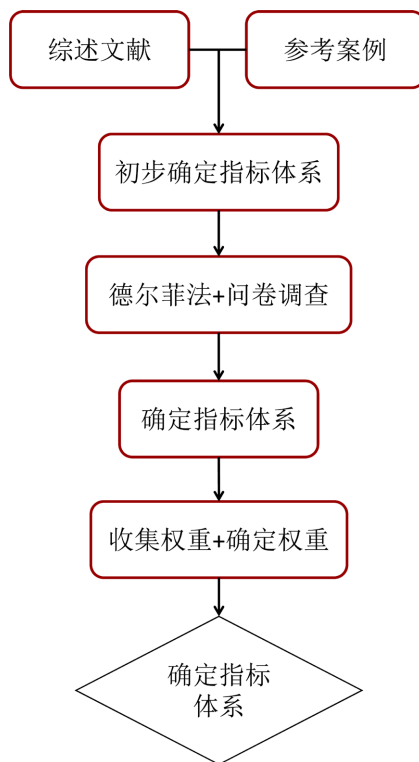 综述文献
参考案例
初步确定指标体系
德尔菲法+问卷调查
确定指标体系
收集权重+确定权重
确定指标
体系